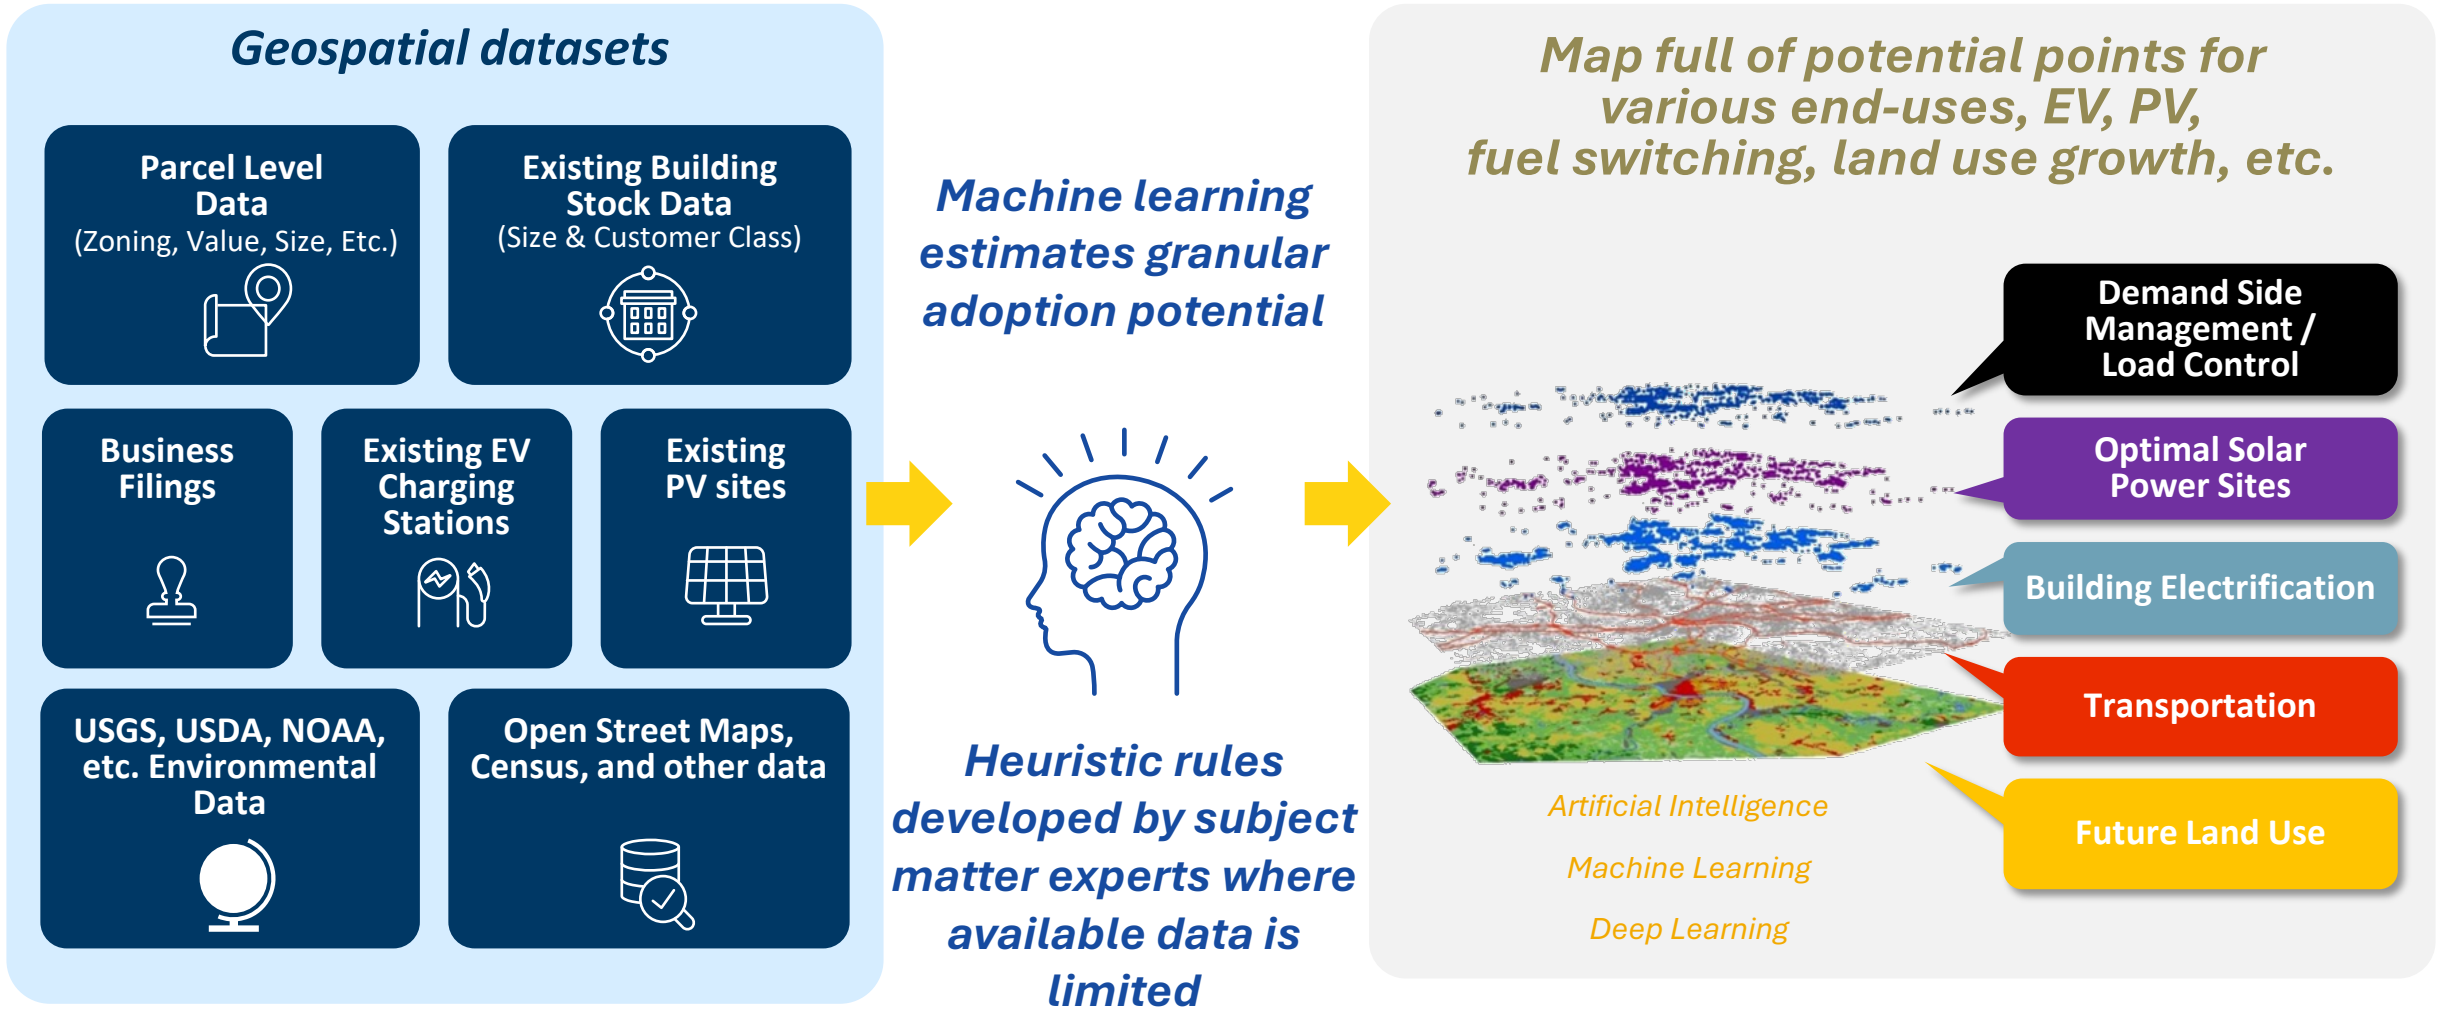 Geospatial datasets
Parcel Level
Data
(Zoning, Value, Size, Etc.)
Existing Building
Stock Data
(Size & Customer Class)
Business
Filings
Existing EV
Charging
Stations
Existing
PV sites
USGS, USDA, NOAA,
etc. Environmental
Data
Open Street Maps,
Census, and other data
Machine learning
estimates granular
adoption potential
Heuristic rules
developed by subject
matter experts where
available data is
limited
Map full of potential points for
various end-uses, EV, PV,
fuel switching, land use growth, etc.
Demand Side
Management /
Load Control
Optimal Solar
Power Sites
Building Electrification
Transportation
Future Land Use
Artificial Intelligence
Machine Learning
Deep Learning